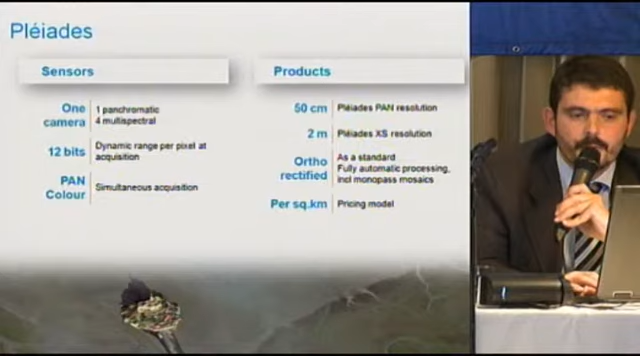 Pléiades
Sensors
One camera
1 panchromatic
4 multispectral
12 bits
Dynamic range per pixel at
acquisition
PAN
Colour
Simultaneous acquisition
Products
50 cm
Pléiades PAN resolution
2 m
Pléiades XS resolution
Ortho
rectified
As a standard
Fully automatic processing,
incl monopass mosaics
Per sq.km
Pricing model